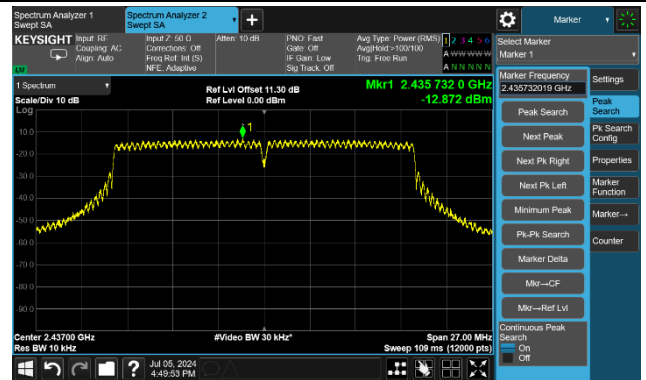 Spectrum Analyzer 1
Swept SA
Spectrum Analyzer 2
Swept SA
+
Marker
KEYSIGHT
Input: RF
Coupling: AC
Align: Auto
Input Z: 50 Ω
Corrections: Off
Freq Ref: Int (S)
NFE: Adaptive
Atten: 10 dB
PNO: Fast
Gate: Off
IF Gain: Low
Sig Track: Off
Avg Type: Power (RMS)
Avg|Hold:>100/100
Trig: Free Run
1 2 3 4 5 6
A W W W W W
A N N N N N
Select Marker
Marker 1
1 Spectrum
Scale/Div 10 dB
Log
Ref Lvl Offset 11.30 dB
Ref Level 0.00 dBm
Mkr1 2.435 732 0 GHz
-12.872 dBm
1
-10.0
-20.0
-30.0
-40.0
-50.0
-60.0
-70.0
-80.0
-90.0
Center 2.43700 GHz
Res BW 10 kHz
#Video BW 30 kHz*
Span 27.00 MHz
Sweep 109 ms (12000 pts)
Marker Frequency
2.435732019 GHz
Peak Search
Next Peak
Next Pk Right
Next Pk Left
Minimum Peak
Pk-Pk Search
Marker Delta
Mkr→CF
Mkr→Ref Lvl
Continuous Peak
Search
On
Off
Settings
Peak
Search
Pk Search
Config
Properties
Marker
Function
Marker→
Counter
?
Jul 05, 2024
4:49:53 PM